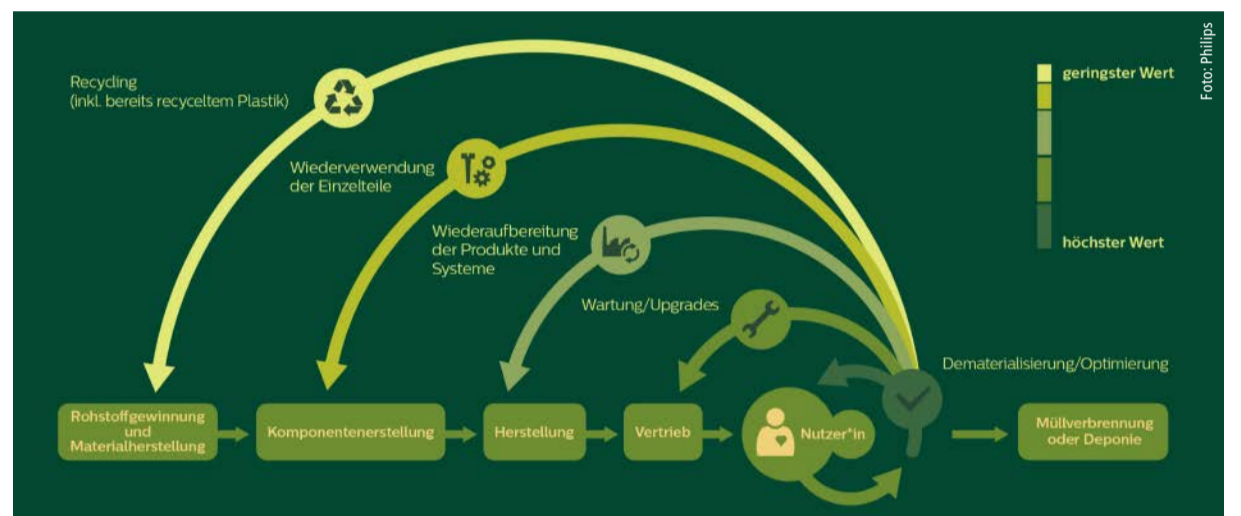 Foto: Philips
Recycling
(inkl. bereits recyceltem Plastik)
geringster Wert
Wiederverwendung
der Einzelteile
Wiederaufbereitung
der Produkte und
Systeme
höchster Wert
Wartung/Upgrades
Dematerialisierung/Optimierung
Rohstoffgewinnung
und
Materialherstellung
Komponentenerstellung
Herstellung
Vertrieb
Nutzer*in
Müllverbrennung
oder Deponie